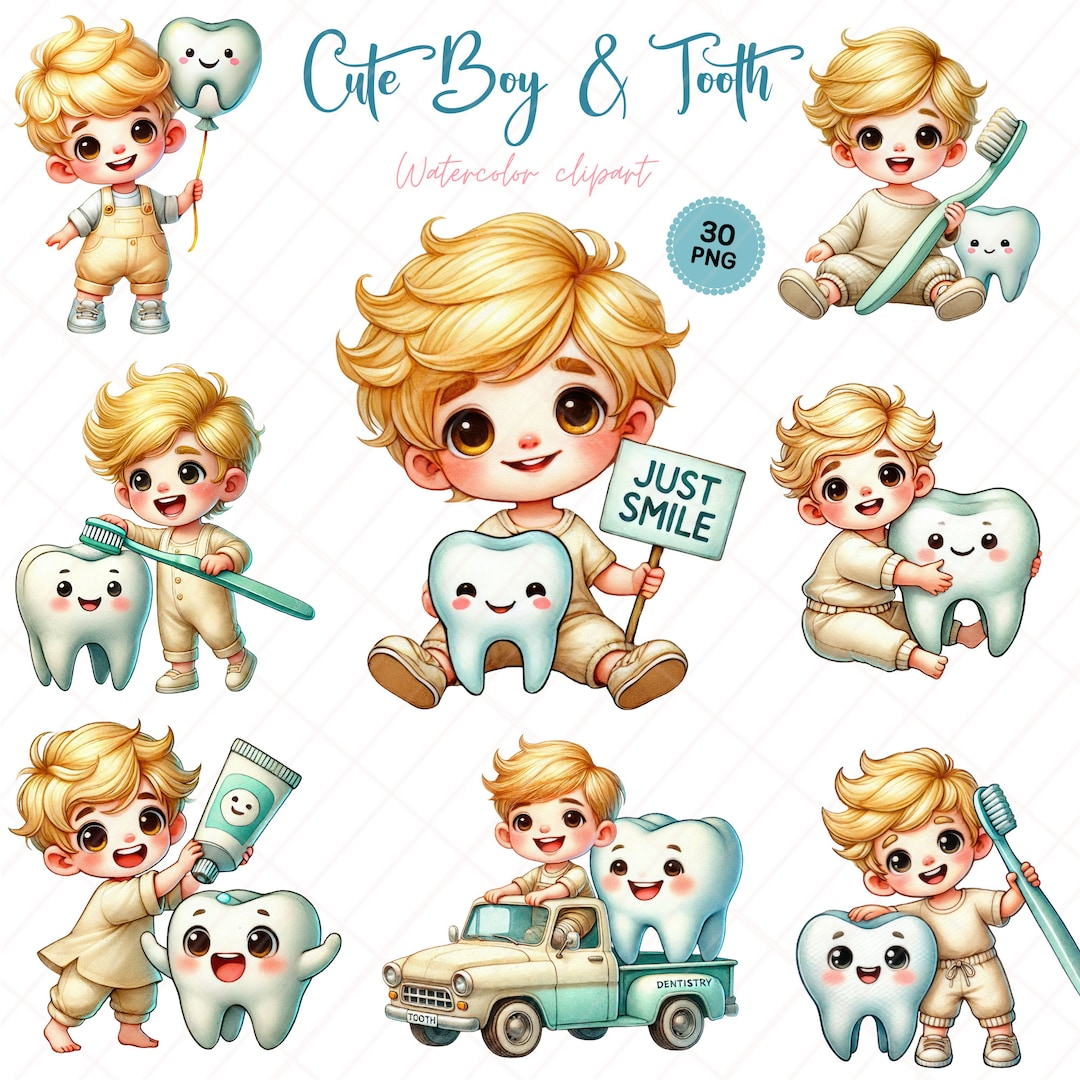 Cute Boy & Tooth
Watercolor clipart
30
PNG
JUST
SMILE
DENTISTRY
TOOTH